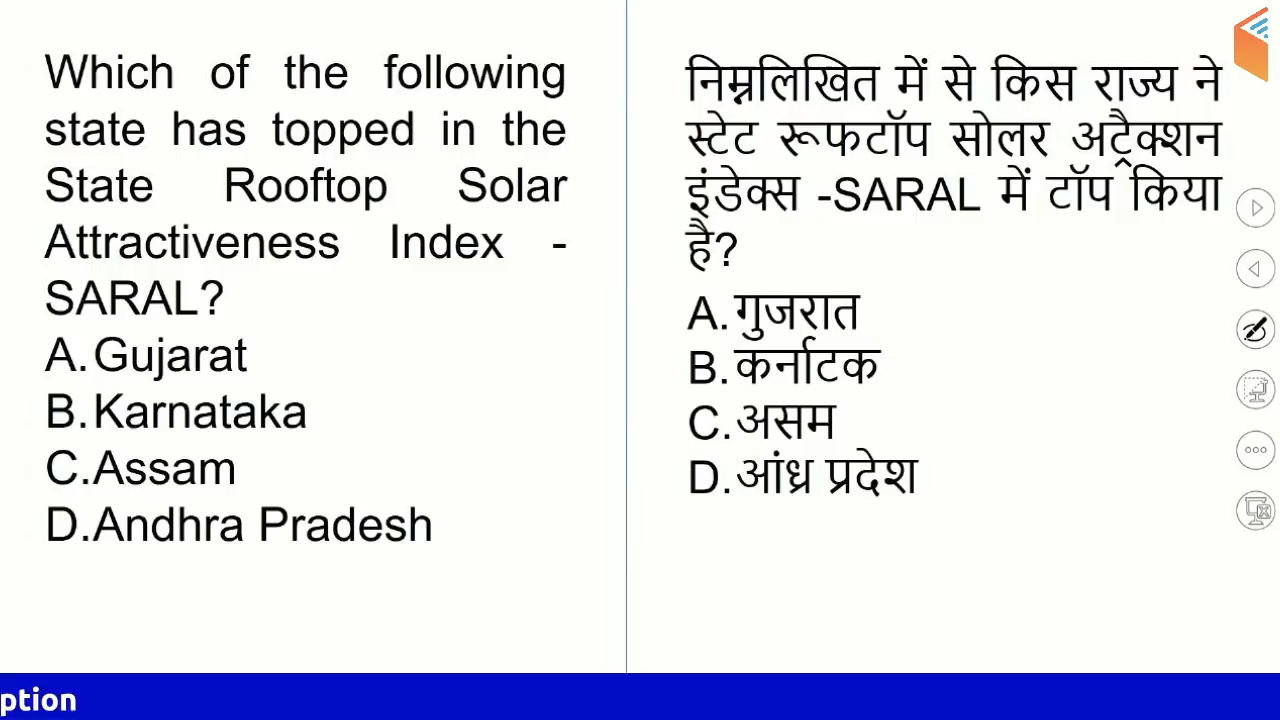 Which of the following
state has topped in the
State Rooftop Solar
Attractiveness Index -
SARAL?
A.Gujarat
B.Karnataka
C.Assam
D.Andhra Pradesh
निम्नलिखित में से किस राज्य ने
स्टेट रूफटॉप सोलर अट्रैक्शन
इंडेक्स -SARAL में टॉप किया
है?
A.गुजरात
B.कर्नाटक
C.असम
D.आंध्र प्रदेश
ption